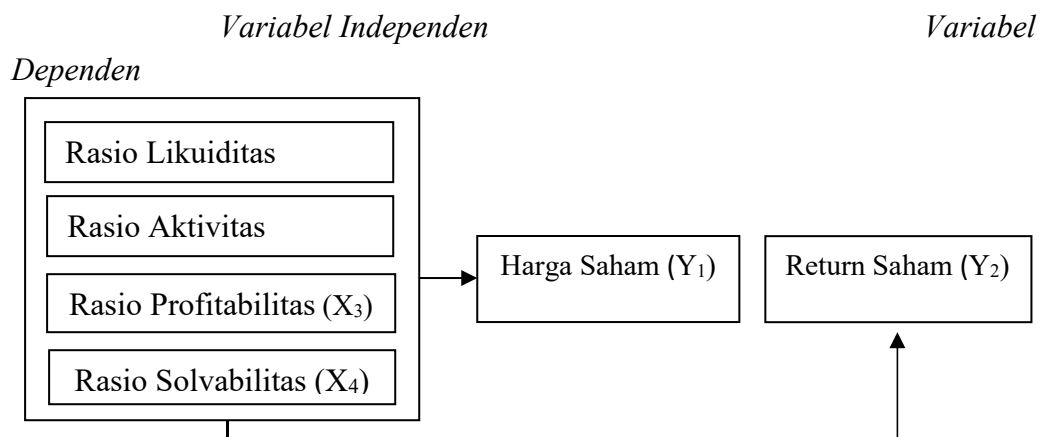 Variabel Independen Variabel
Dependen
Rasio Likuiditas
Rasio Aktivitas
Rasio Profitabilitas (X₃)
Rasio Solvabilitas (X₄)
Harga Saham (Y₁)
Return Saham (Y₂)